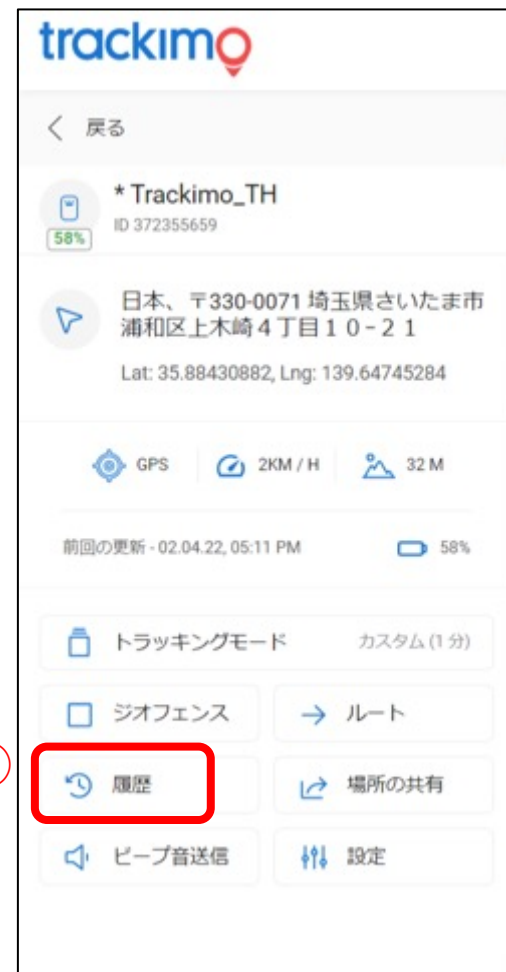 trackimo
戻る
* Trackimo_TH
ID 372355659
58%
日本、〒330-0071 埼玉県さいたま市
浦和区上木崎４丁目１０−２１
Lat: 35.88430882, Lng: 139.64745284
GPS 2KM / H 32 M
前回の更新 - 02.04.22, 05:11 PM 58%
トラッキングモード カスタム (1 分)
ジオフェンス ルート
履歴 場所の共有
ビープ音送信 設定